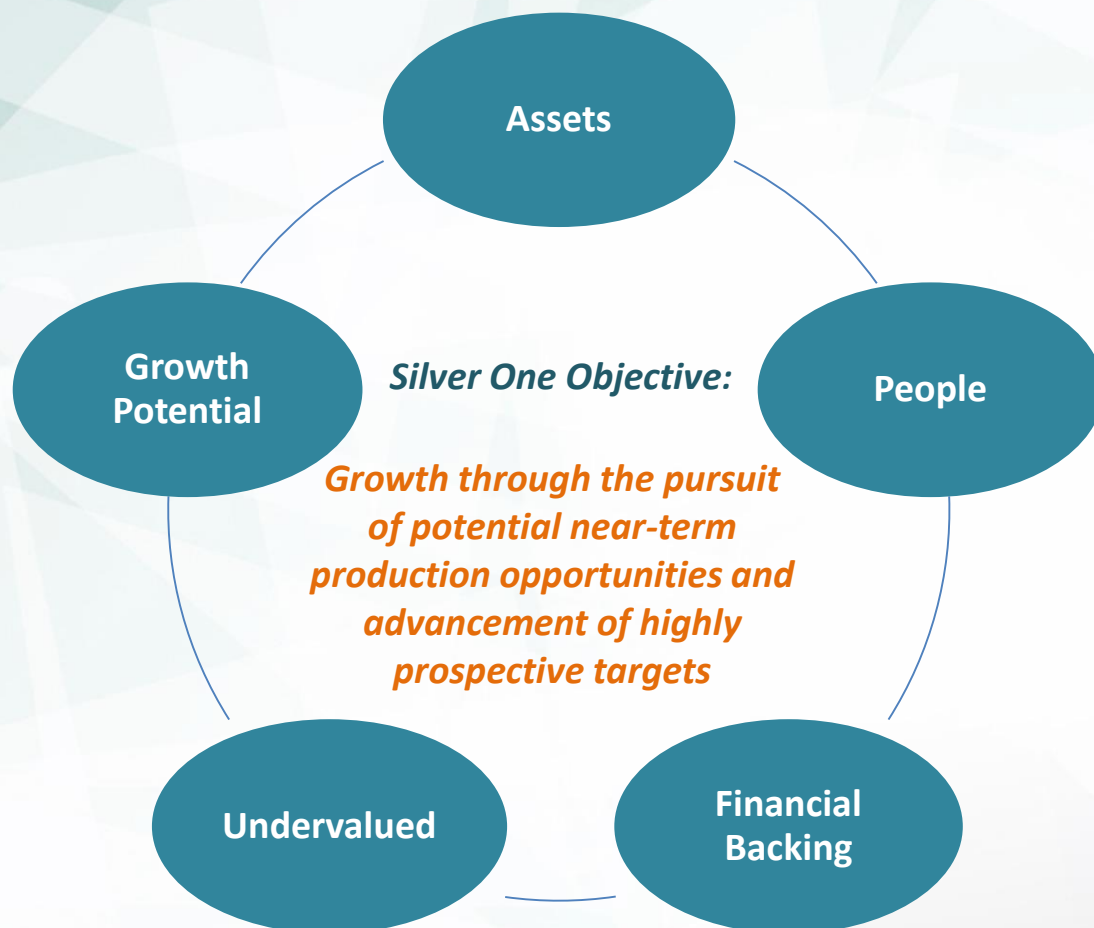 Assets
Growth
Potential
Silver One Objective:
People
Growth through the pursuit
of potential near-term
production opportunities and
advancement of highly
prospective targets
Undervalued
Financial
Backing